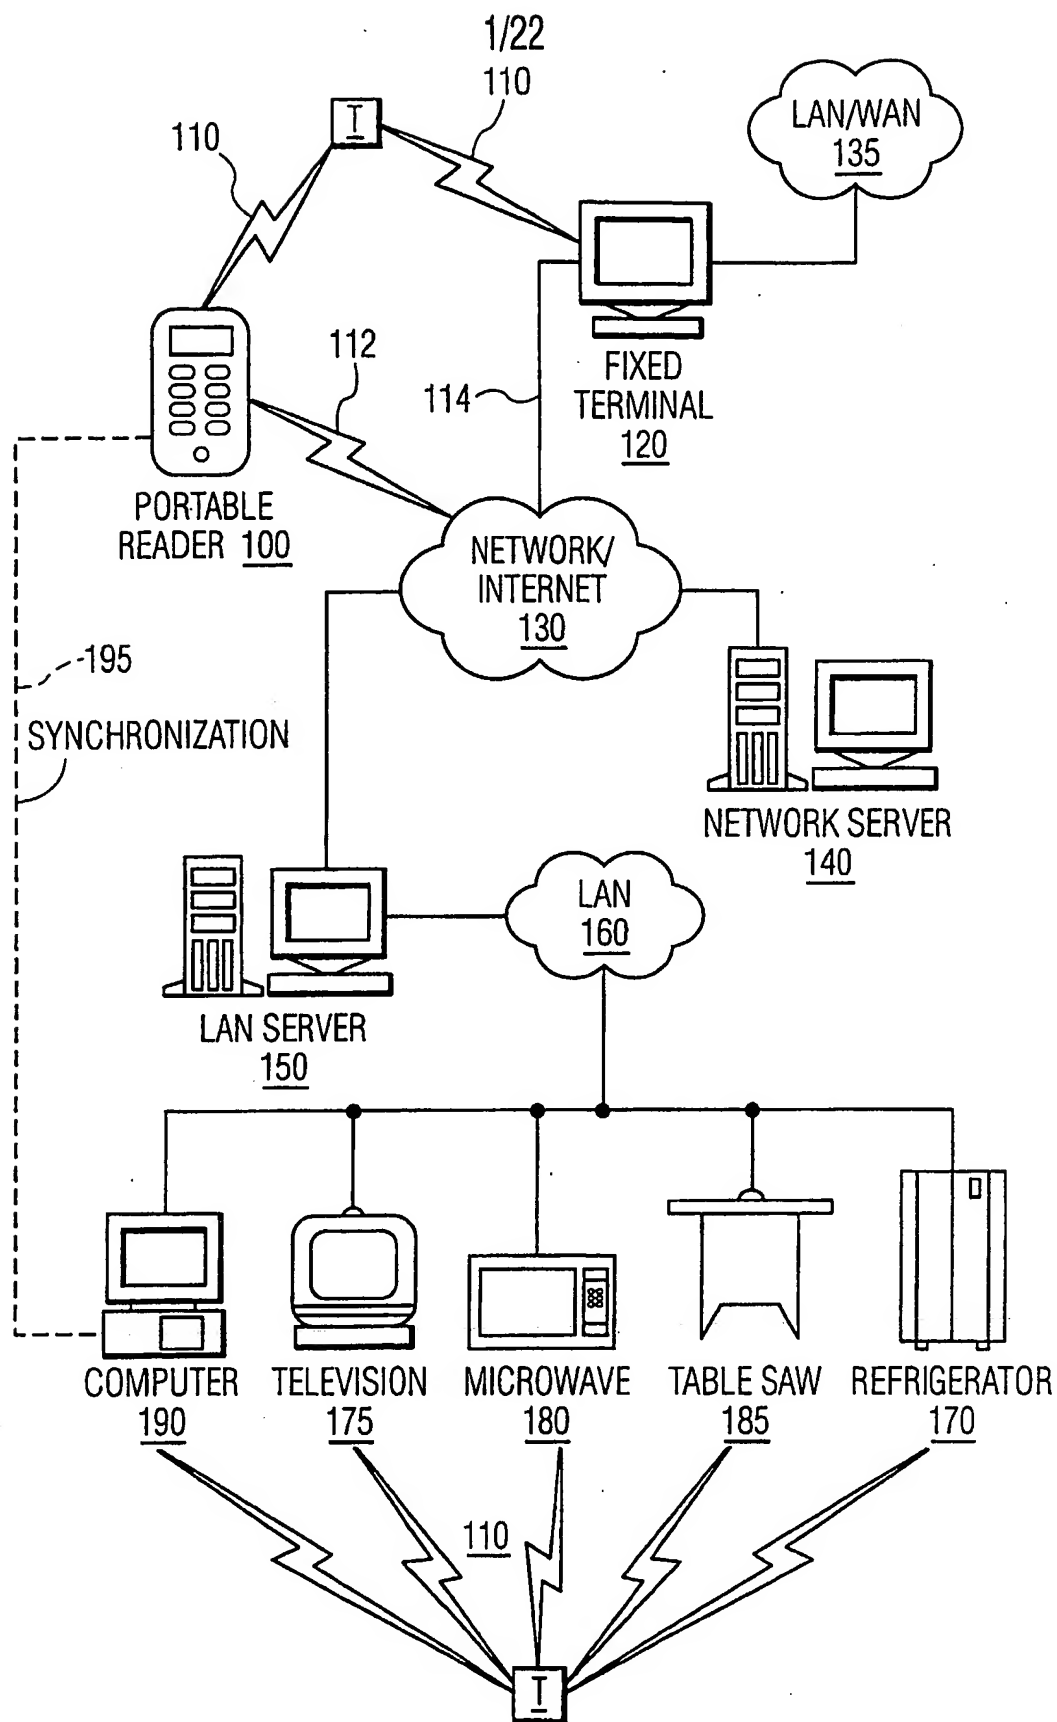 1/22
110
110
T
LAN/WAN
135
112
114
FIXED
TERMINAL
120
PORTABLE
READER 100
NETWORK/
INTERNET
130
195
SYNCHRONIZATION
NETWORK SERVER
140
LAN
160
LAN SERVER
150
COMPUTER
190
TELEVISION
175
MICROWAVE
180
TABLE SAW
185
REFRIGERATOR
170
110
T